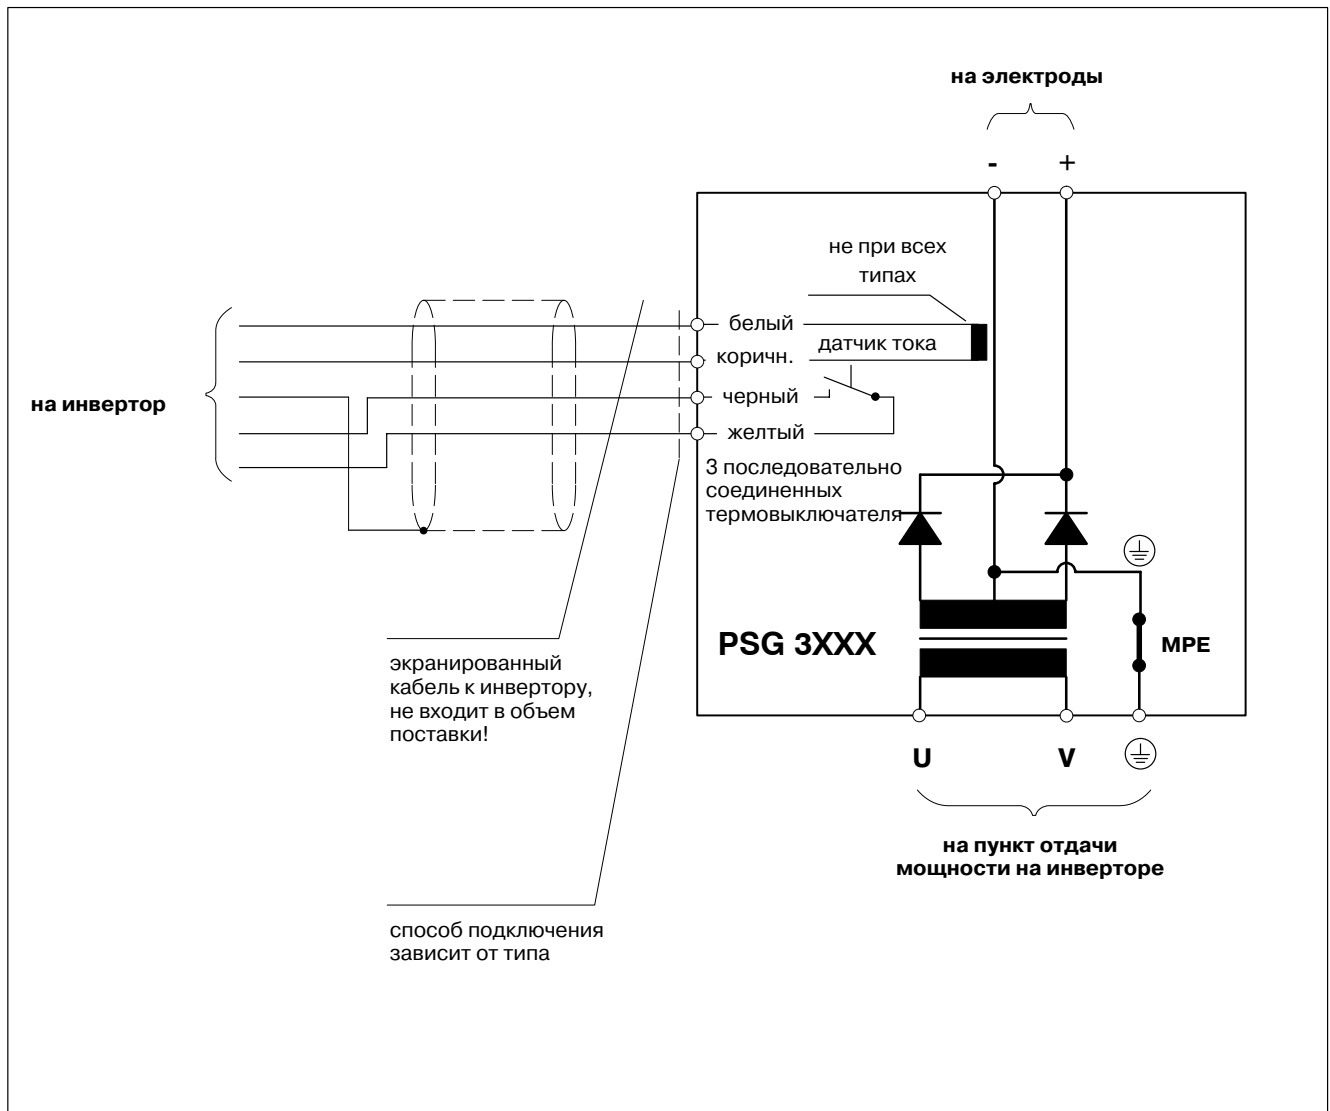 на электроды
- +
не при всех
типах
белый
датчик тока
коричн.
черный
желтый
на инвертор
3 последовательно
соединенных
термовыключателя
PSG 3XXX
MPE
экранированный
кабель к инвертору,
не входит в объем
поставки!
U V
на пункт отдачи
мощности на инверторе
способ подключения
зависит от типа